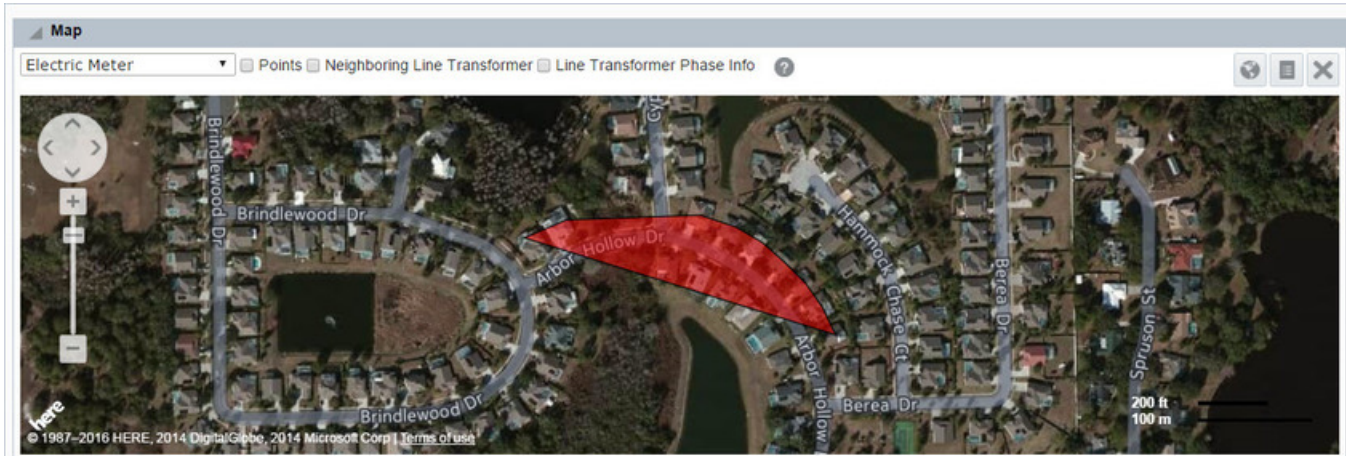 Map
Electric Meter Points Neighboring Line Transformer Line Transformer Phase Info ?
Brindlewood Dr
Brindlewood Dr
Arbor Hollow Dr
Hammock Chase Ct
Berea Dr
Spruson St
Arbor Hollow
Berea Dr
Brindlewood Dr
200 ft
100 m
here
© 1987–2016 HERE, 2014 DigitalGlobe, 2014 Microsoft Corp | Terms of use